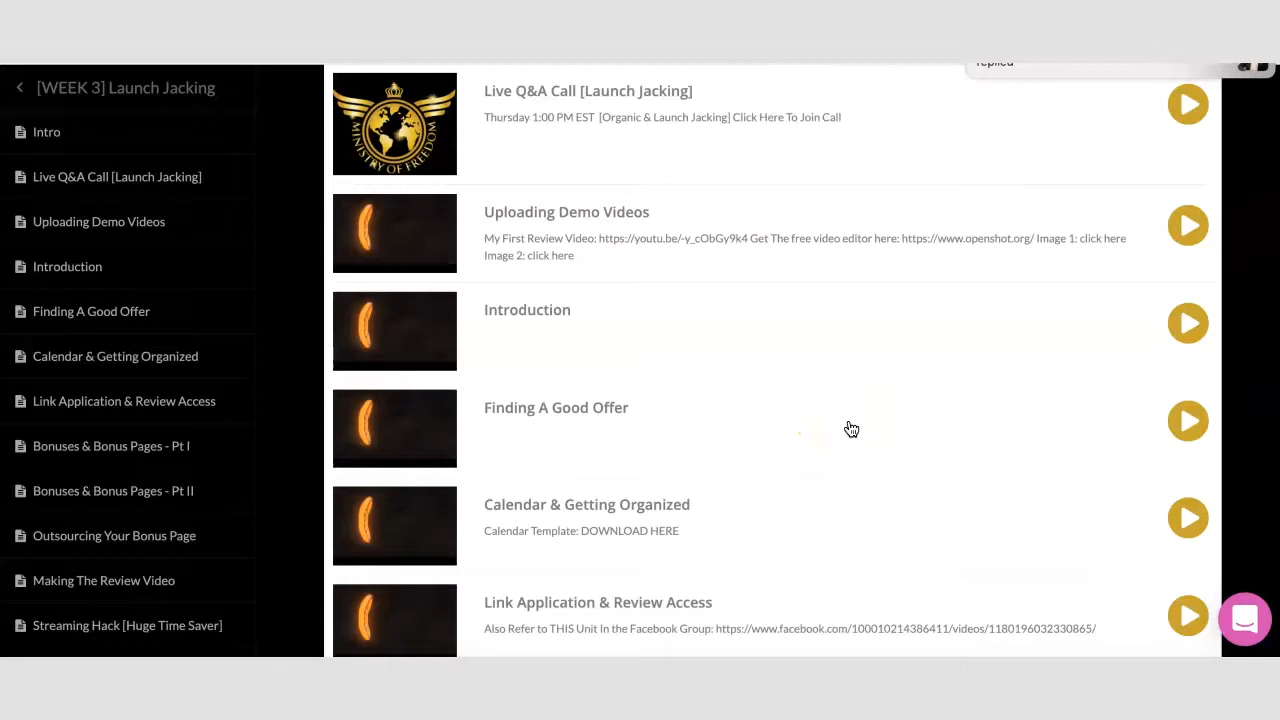 replied
[WEEK 3] Launch Jacking
Intro
Live Q&A Call [Launch Jacking]
Uploading Demo Videos
Introduction
Finding A Good Offer
Calendar & Getting Organized
Link Application & Review Access
Bonuses & Bonus Pages - Pt I
Bonuses & Bonus Pages - Pt II
Outsourcing Your Bonus Page
Making The Review Video
Streaming Hack [Huge Time Saver]
MINISTRY OF FREEDOM
Live Q&A Call [Launch Jacking]
Thursday 1:00 PM EST [Organic & Launch Jacking] Click Here To Join Call
Uploading Demo Videos
My First Review Video: https://youtu.be/-y_cObGy9k4 Get The free video editor here: https://www.openshot.org/ Image 1: click here
Image 2: click here
Introduction
Finding A Good Offer
Calendar & Getting Organized
Calendar Template: DOWNLOAD HERE
Link Application & Review Access
Also Refer to THIS Unit In the Facebook Group: https://www.facebook.com/100010214386411/videos/1180196032330865/